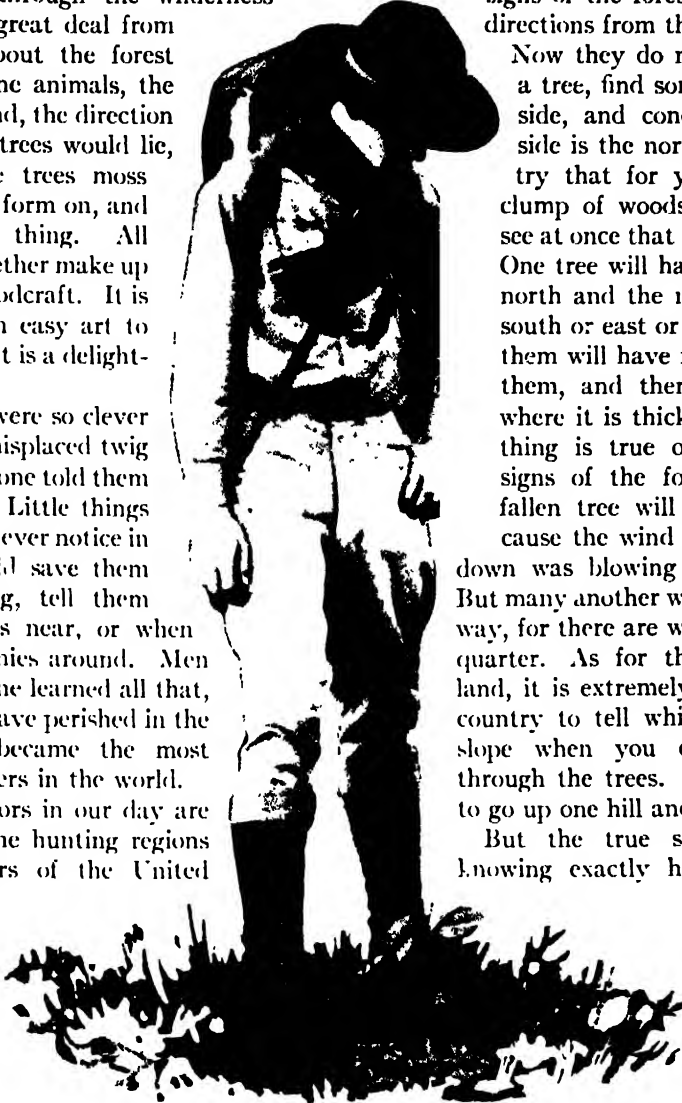 great deal from
bout the forest
animals, the
the direction
trees would lie,
trees moss
form on, and
thing. All
ether make up
odcraft. It is
easy art to
t is a delight-
were so clever
isplaced twig
one told them
Little things
ever notice in
save them
tell them
s near, or when
mies around. Men
me learned all that,
ave perished in the
became the most
ers in the world.
ors in our day are
he hunting regions
rs of the United
directions from th
Now they do n
a tree, find som
side, and con
side is the nor
try that for y
clump of woods
see at once that
One tree will ha
north and the
south or east or
them will have
them, and ther
where it is thick
thing is true o
signs of the fo
fallen tree will
cause the wind
down was blowing
But many another w
way, for there are w
quarter. As for th
land, it is extremely
country to tell whi
slope when you
through the trees.
to go up one hill and
But the true s
knowing exactly h